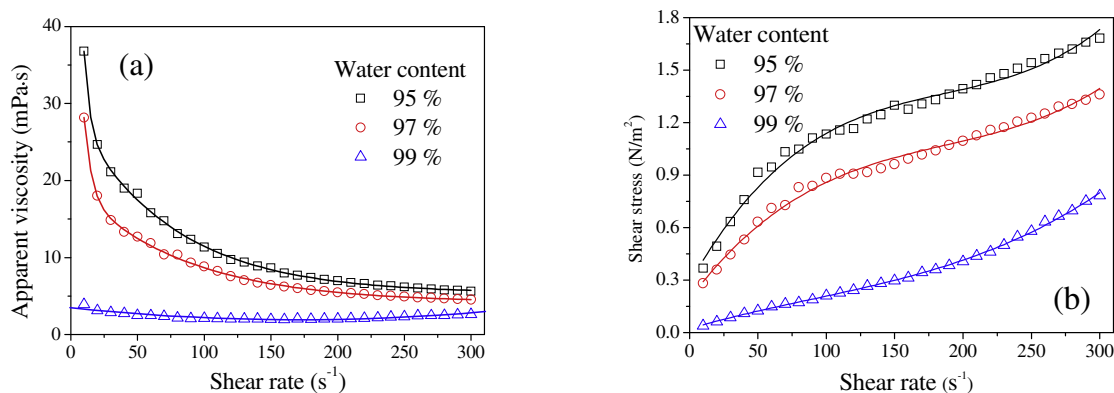 40
30
20
10
0
Apparent viscosity (mPa.s)
(a)
Water content
95 %
97 %
99 %
0 50 100 150 200 250 300
Shear rate (s⁻¹)
1.8
1.5
1.2
0.9
0.6
0.3
0.0
Shear stress (N/m²)
Water content
95 %
97 %
99 %
(b)
0 50 100 150 200 250 300
Shear rate (s⁻¹)